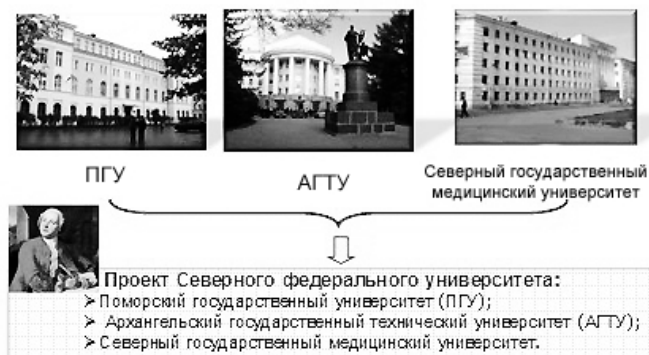 ПГУ
АГТУ
Северный государственный
медицинский университет
Проект Северного федерального университета:
➢ Поморский государственный университет (ПГУ);
➢ Архангельский государственный технический университет (АГТУ);
➢ Северный государственный медицинский университет.